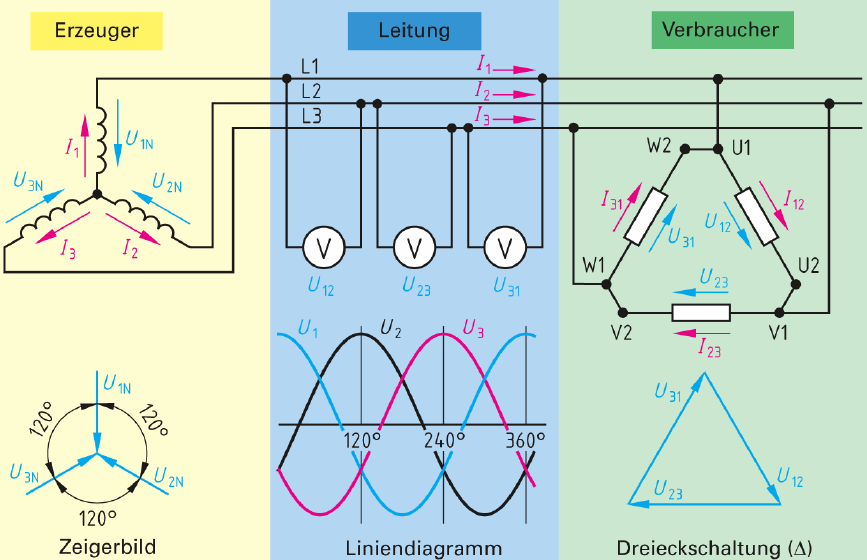 Erzeuger
Leitung
Verbraucher
L1
L2
L3
I1
I2
I3
I1
U1N
U3N
U2N
I3
I2
V
V
V
U12
U23
U31
W2
U1
I31
U31
U12
I12
W1
U2
U23
V2
V1
I23
U1
U2
U3
120°
240°
360°
Liniendiagramm
U1N
120°
120°
U3N
U2N
120°
Zeigerbild
U31
U12
U23
Dreieckschaltung (Δ)